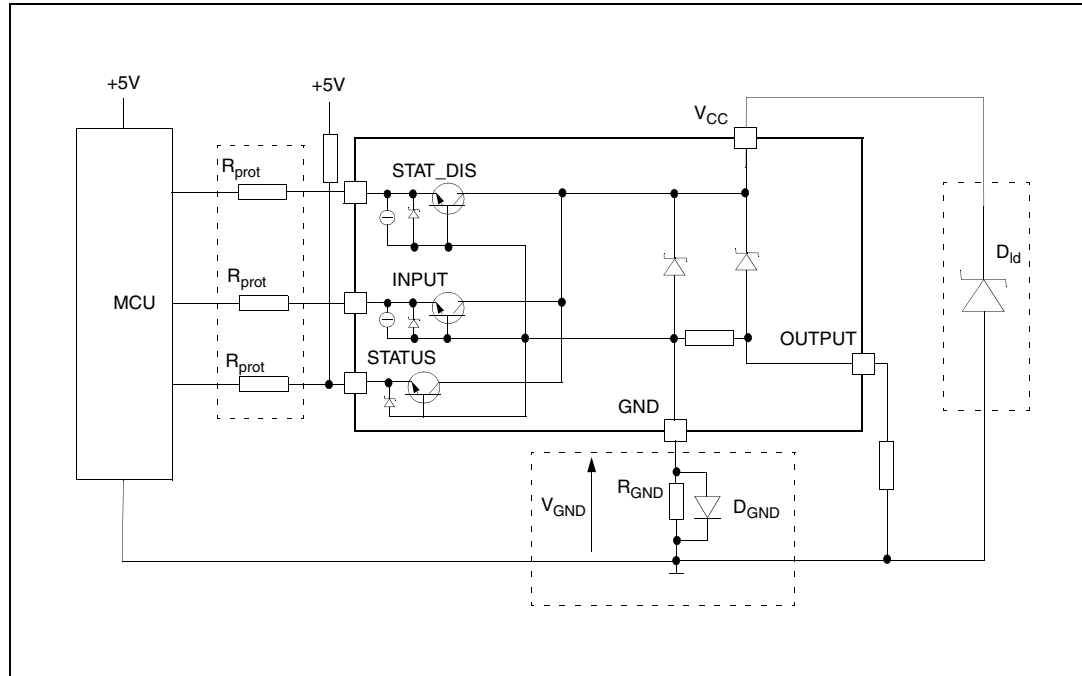 +5V
+5V
V_CC
R_prot
STAT_DIS
R_prot
INPUT
D_ld
MCU
OUTPUT
R_prot
STATUS
GND
R_GND
V_GND
D_GND